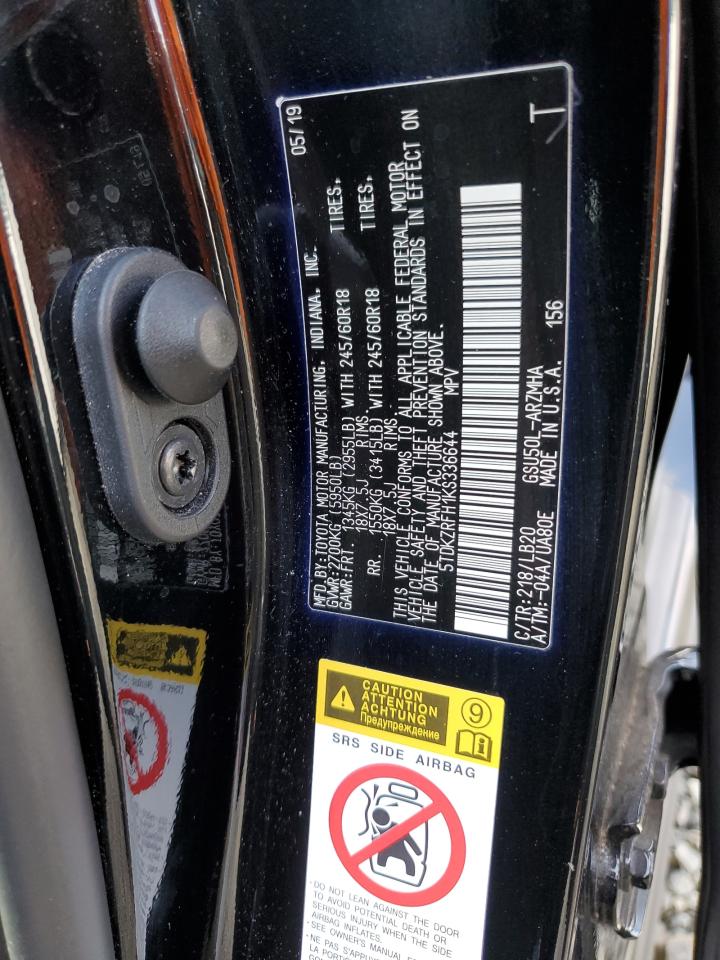 MFD.BY:TOYOTA MOTOR MANUFACTURING, INDIANA, INC. 05/19
GVWR:2700KG (5950LB)
GAWR:FRT. 1345KG (2955LB) WITH 245/60R18 TIRES.
18X7.5J RIMS
RR. 1550KG (3415LB) WITH 245/60R18 TIRES.
18X7.5J RIMS
THIS VEHICLE CONFORMS TO ALL APPLICABLE FEDERAL MOTOR
VEHICLE SAFETY AND THEFT PREVENTION STANDARDS IN EFFECT ON
THE DATE OF MANUFACTURE SHOWN ABOVE.
5TDKZRFH1KS336644 MPV
C/TR:218/LB20 GSU50L-ARZMHA
A/TM:-04A/UA80E MADE IN U.S.A. 156 T
CAUTION
ATTENTION
ACHTUNG
Предупреждение
9
i
SRS SIDE AIRBAG
·DO NOT LEAN AGAINST THE DOOR
TO AVOID POTENTIAL DEATH OR
SERIOUS INJURY WHEN THE SIDE
AIRBAG INFLATES.
·SEE OWNER'S MANUAL
·NE PAS S'APPUYER
LA